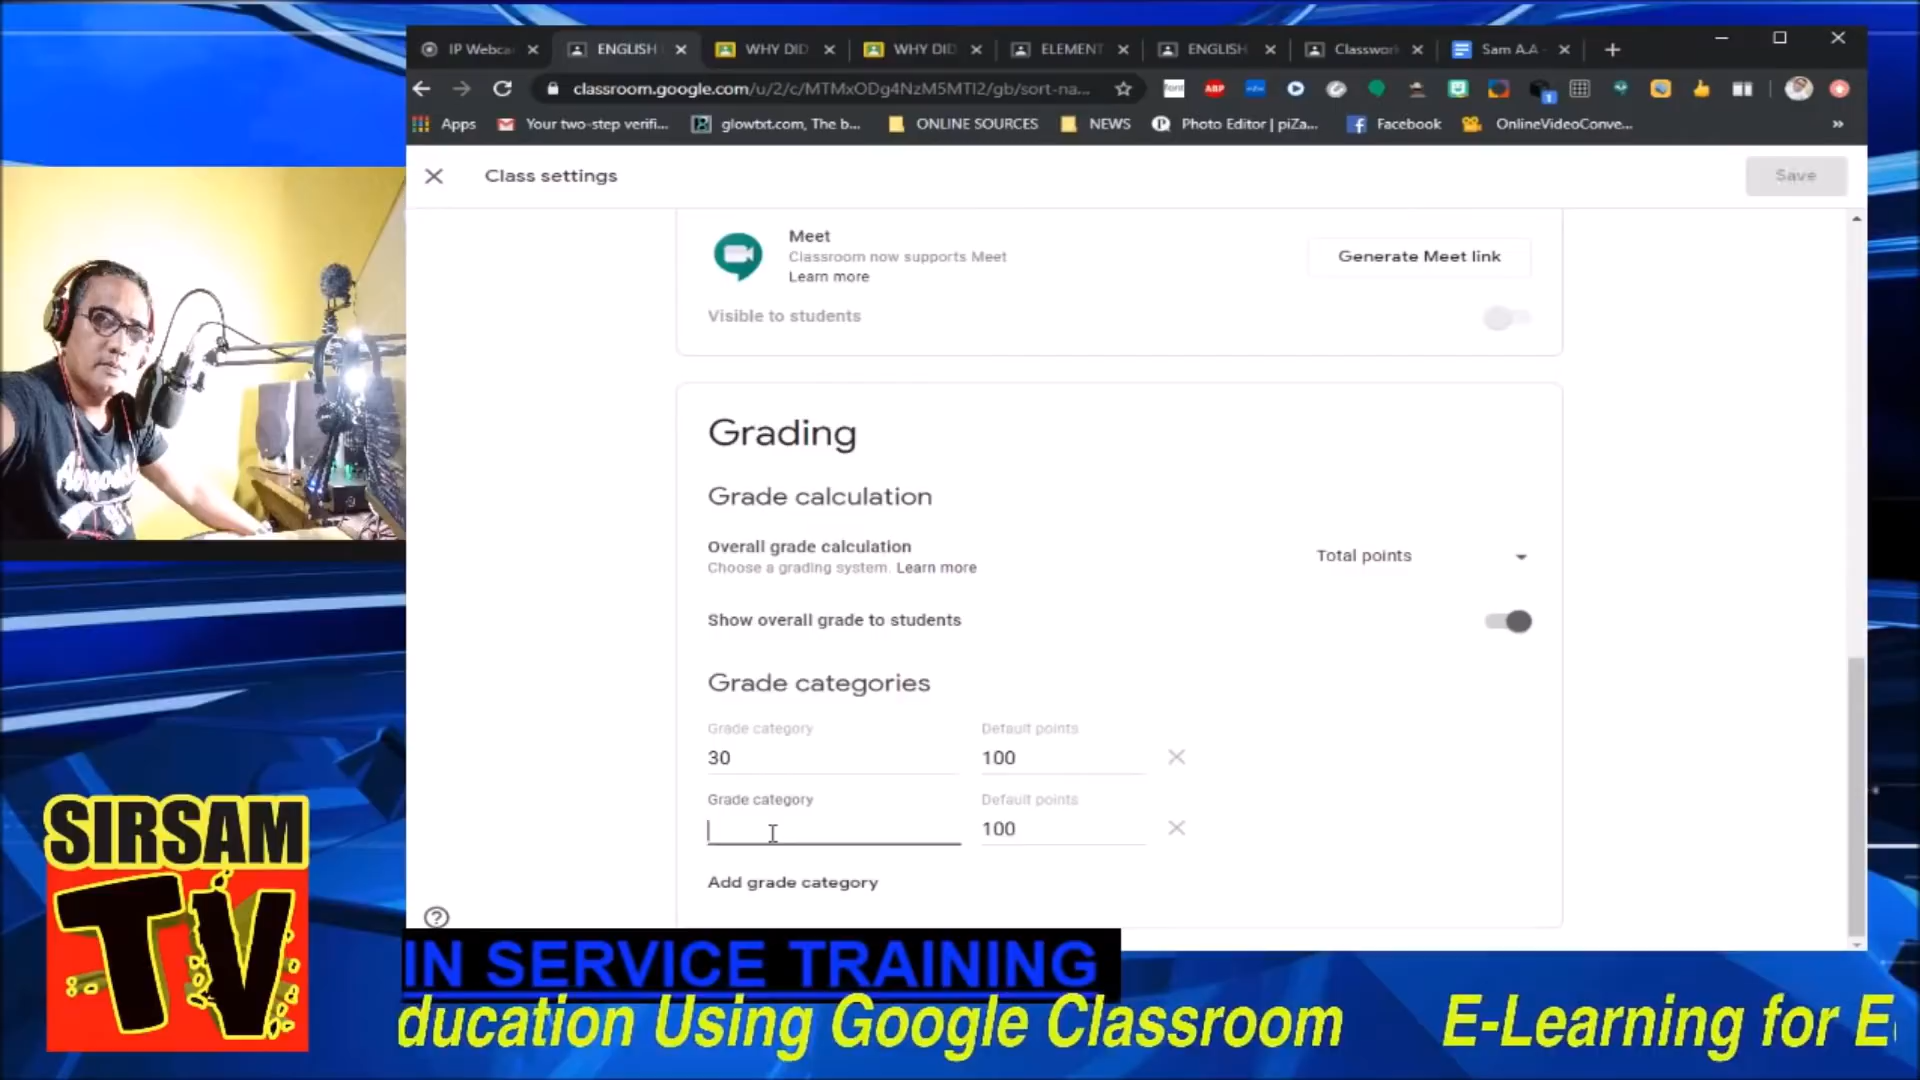 IP Webca
ENGLISH
WHY DID
WHY DID
ELEMENT
ENGLISH
Classwor
Sam A.A -
classroom.google.com/u/2/c/MTMxODg4NzM5MTI2/gb/sort-na...
ABP
1
Apps
Your two-step verifi...
glowtxt.com, The b...
ONLINE SOURCES
NEWS
Photo Editor | piZa...
Facebook
OnlineVideoConve...
»
Class settings
Save
Meet
Classroom now supports Meet
Learn more
Generate Meet link
Visible to students
Grading
Grade calculation
Overall grade calculation
Choose a grading system. Learn more
Total points
Show overall grade to students
Grade categories
Grade category
Default points
30
100
Grade category
Default points
100
Add grade category
SIRSAM
TV
IN SERVICE TRAINING
ducation Using Google Classroom
E-Learning for E